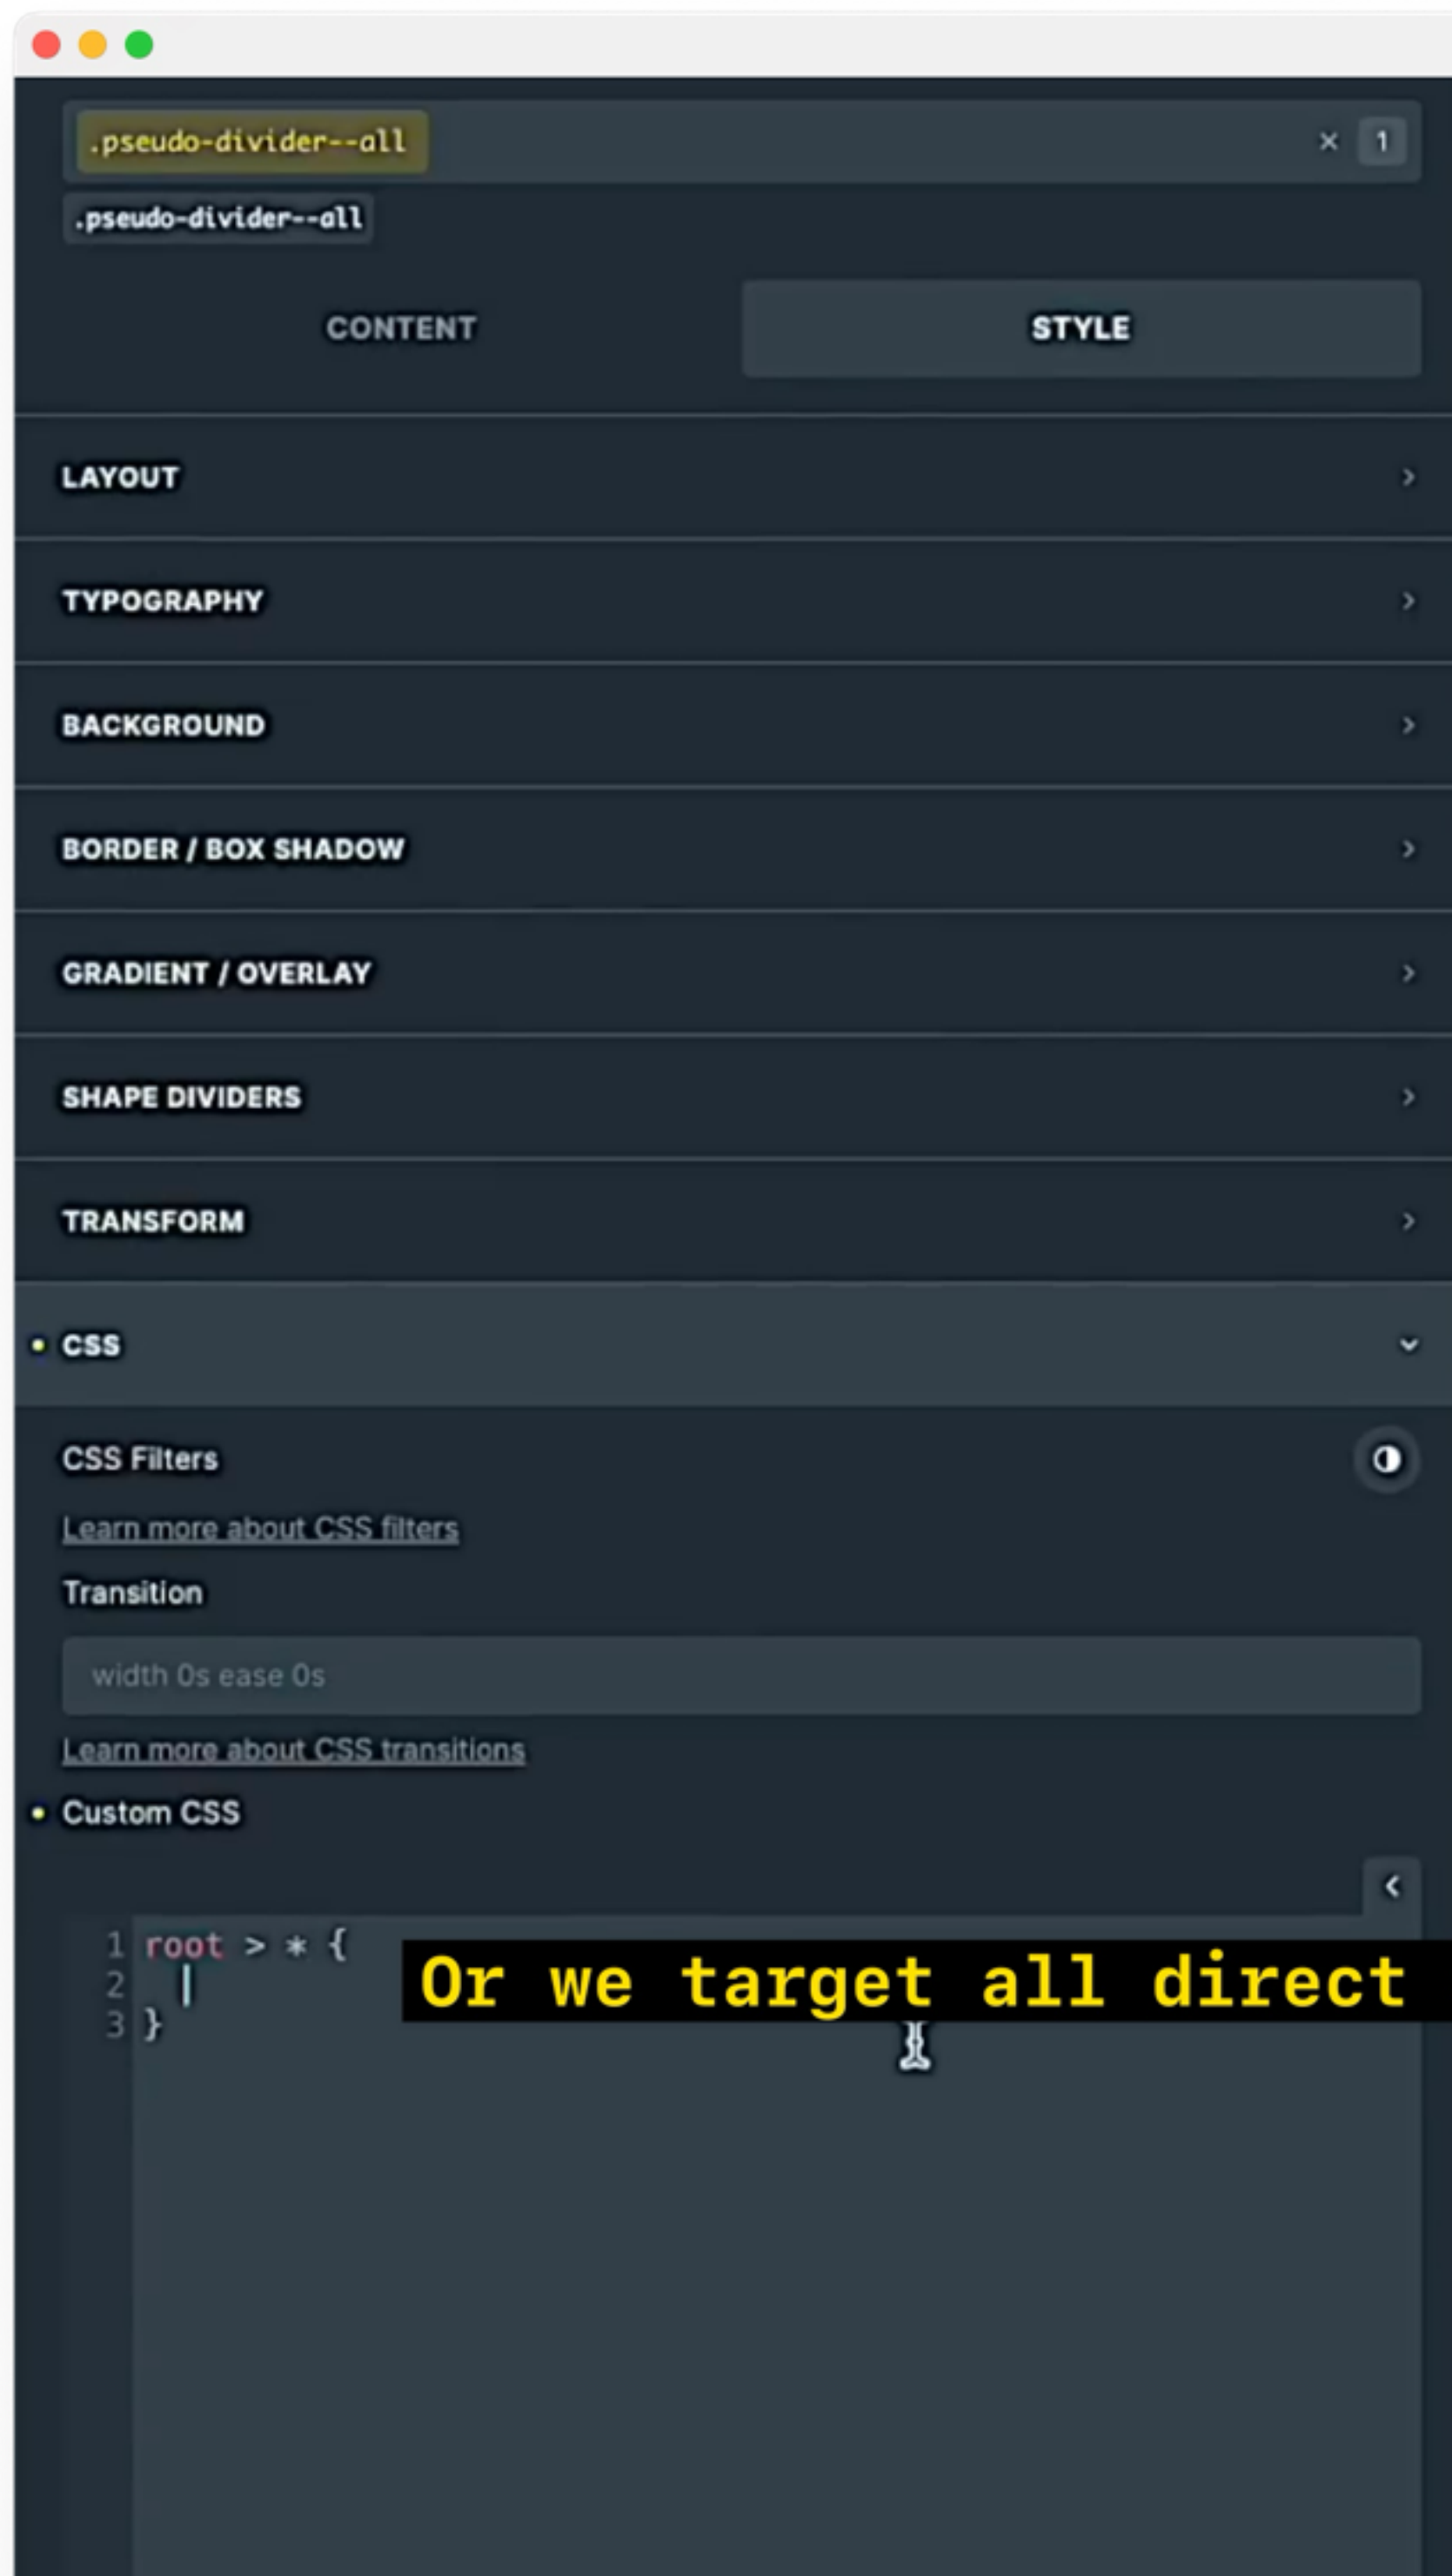 .pseudo-divider--all × 1
.pseudo-divider--all
CONTENT STYLE
LAYOUT
TYPOGRAPHY
BACKGROUND
BORDER / BOX SHADOW
GRADIENT / OVERLAY
SHAPE DIVIDERS
TRANSFORM
CSS
CSS Filters
Learn more about CSS filters
Transition
width 0s ease 0s
Learn more about CSS transitions
Custom CSS
1 root > * {
Or we target all direct
2
3 }